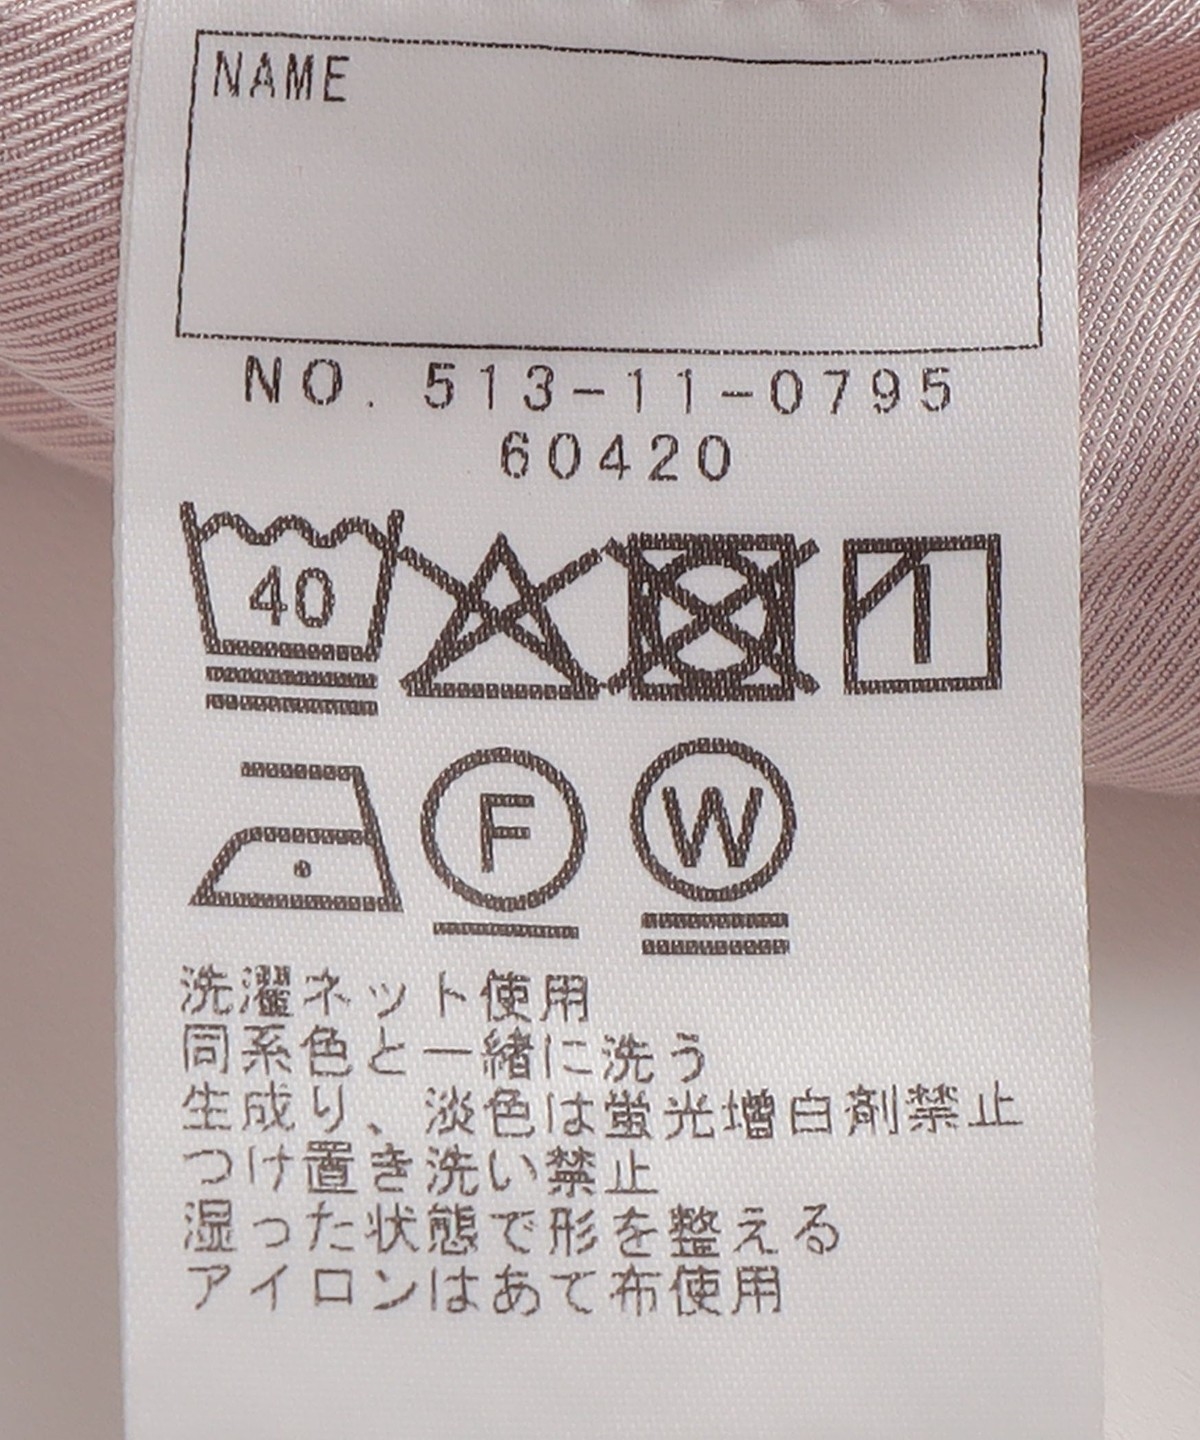 NAME
NO. 513-11-0795
60420
40
F W
洗濯ネット使用
同系色と一緒に洗う
生成り、淡色は蛍光増白剤禁止
つけ置き洗い禁止
湿った状態で形を整える
アイロンはあて布使用